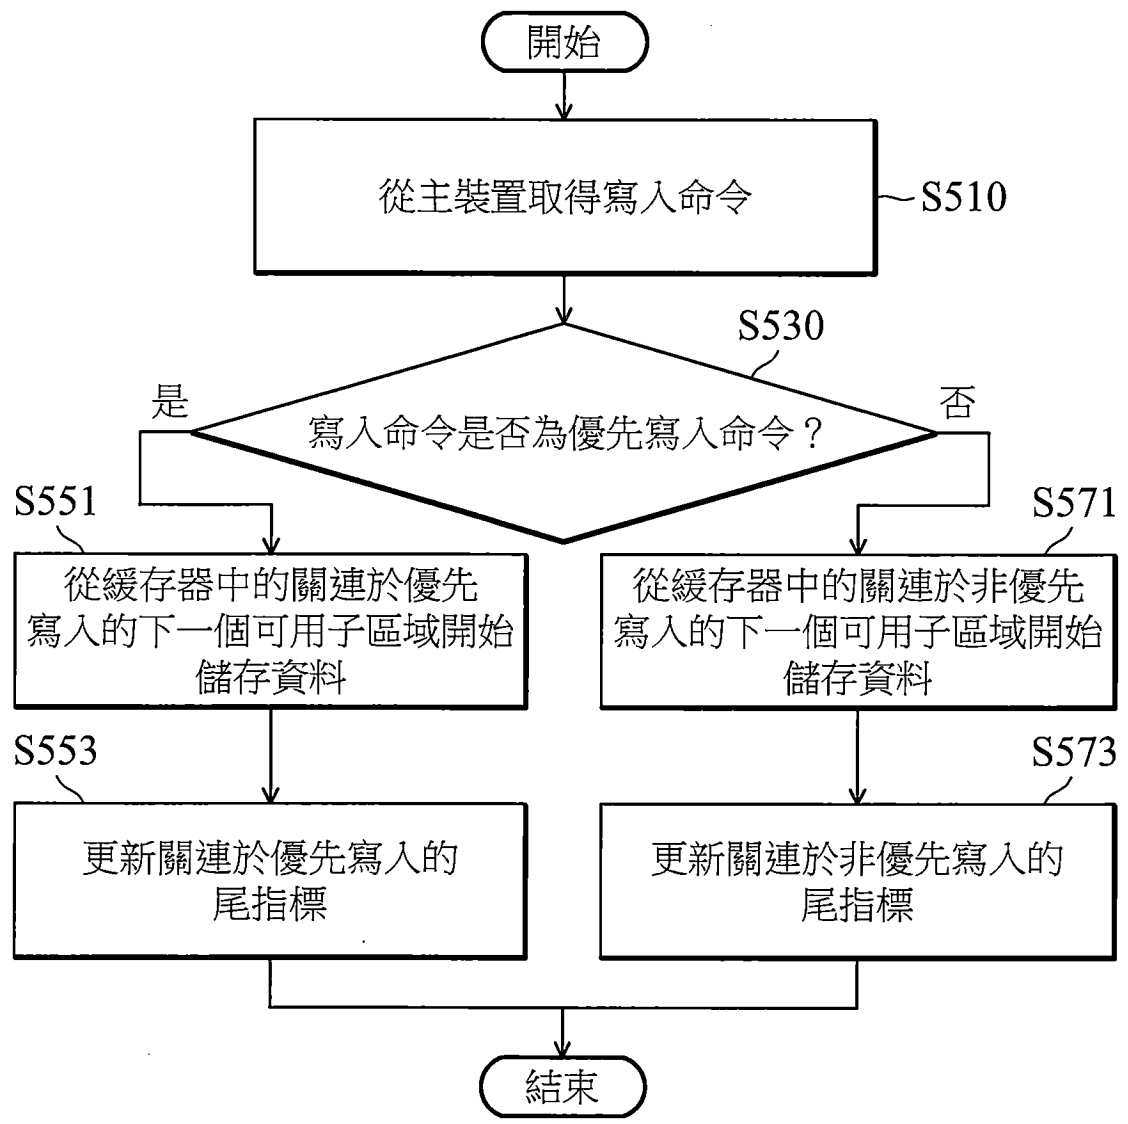 開始
從主裝置取得寫入命令
S510
S530
是
否
寫入命令是否為優先寫入命令？
S551
從緩存器中的關連於優先
寫入的下一個可用子區域開始
儲存資料
S571
從緩存器中的關連於非優先
寫入的下一個可用子區域開始
儲存資料
S553
更新關連於優先寫入的
尾指標
S573
更新關連於非優先寫入的
尾指標
結束